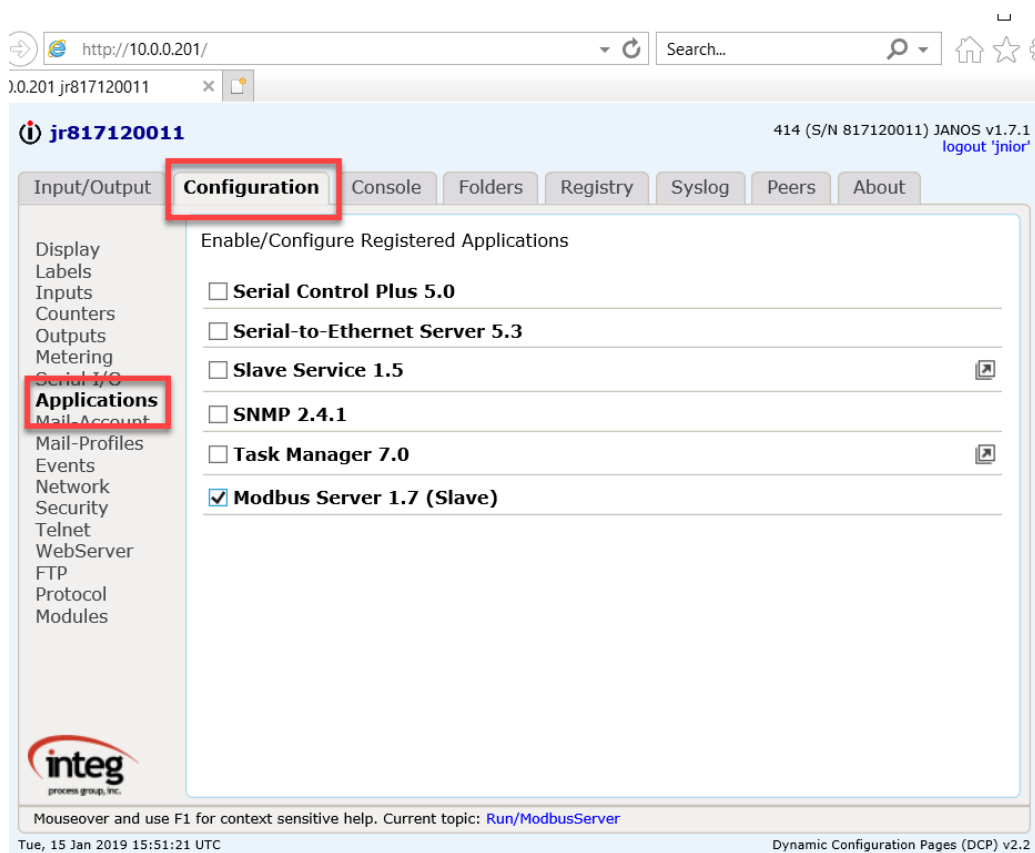 http://10.0.0.201/
Search...
0.0.201 jr817120011
jr817120011
414 (S/N 817120011) JANOS v1.7.1
logout 'jnior'
Input/Output Configuration Console Folders Registry Syslog Peers About
Enable/Configure Registered Applications
Display
Labels
Inputs
Counters
Outputs
Metering
Serial I/O
Applications
Mail-Account
Mail-Profiles
Events
Network
Security
Telnet
WebServer
FTP
Protocol
Modules
Serial Control Plus 5.0
Serial-to-Ethernet Server 5.3
Slave Service 1.5
SNMP 2.4.1
Task Manager 7.0
Modbus Server 1.7 (Slave)
integ
process group, inc.
Mouseover and use F1 for context sensitive help. Current topic: Run/ModbusServer
Tue, 15 Jan 2019 15:51:21 UTC
Dynamic Configuration Pages (DCP) v2.2